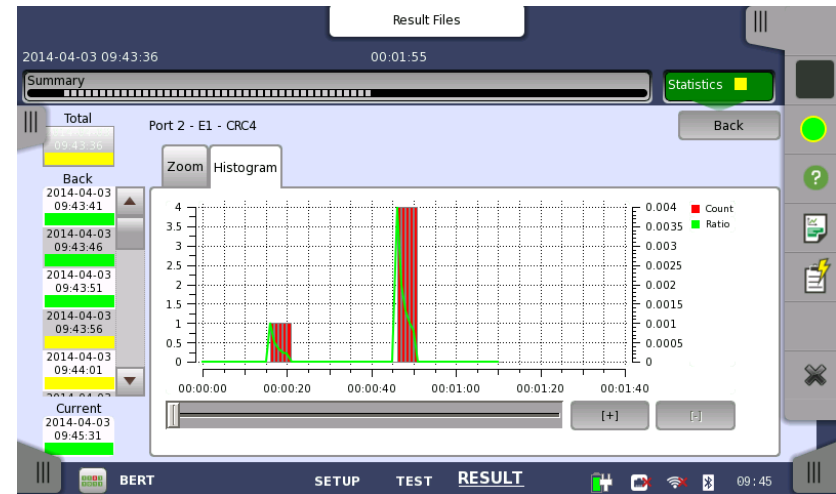 Result Files
2014-04-03 09:43:36 00:01:55
Summary
Statistics
Total
09:43:36
Port 2 - E1 - CRC4
Back
Back
Zoom Histogram
2014-04-03
09:43:41
2014-04-03
09:43:46
2014-04-03
09:43:51
2014-04-03
09:43:56
2014-04-03
09:44:01
Current
2014-04-03
09:45:31
4
3.5
3
2.5
2
1.5
1
0.5
0
0.004
0.0035
0.003
0.0025
0.002
0.0015
0.001
0.0005
0
Count
Ratio
00:00:00 00:00:20 00:00:40 00:01:00 00:01:20 00:01:40
[+] [-]
BERT SETUP TEST RESULT 09:45